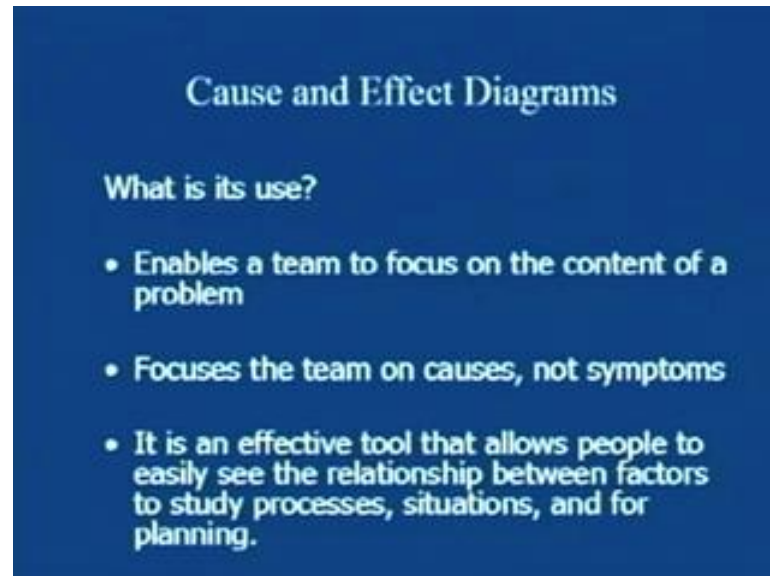 Cause and Effect Diagrams
What is its use?
• Enables a team to focus on the content of a
problem
• Focuses the team on causes, not symptoms
• It is an effective tool that allows people to
easily see the relationship between factors
to study processes, situations, and for
planning.